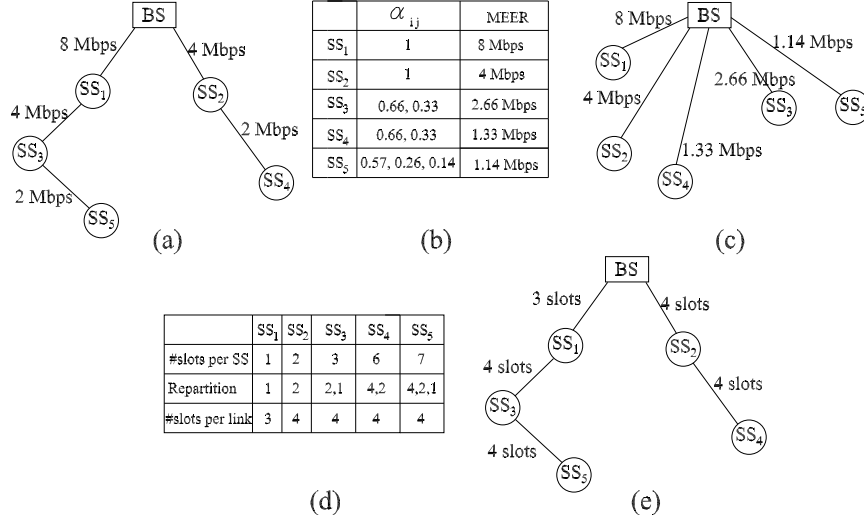 BS
8 Mbps
4 Mbps
SS1
SS2
4 Mbps
2 Mbps
SS3
SS4
2 Mbps
SS5
(a)
α ij MEER
SS1 1 8 Mbps
SS2 1 4 Mbps
SS3 0.66, 0.33 2.66 Mbps
SS4 0.66, 0.33 1.33 Mbps
SS5 0.57, 0.26, 0.14 1.14 Mbps
(b)
BS
8 Mbps
1.14 Mbps
SS1
4 Mbps
2.66 Mbps
SS3
SS5
1.33 Mbps
SS2
SS4
(c)
SS1 SS2 SS3 SS4 SS5
#slots per SS 1 2 3 6 7
Repartition 1 2 2,1 4,2 4,2,1
#slots per link 3 4 4 4 4
(d)
BS
3 slots
4 slots
SS1
SS2
4 slots
4 slots
SS3
SS4
4 slots
SS5
(e)